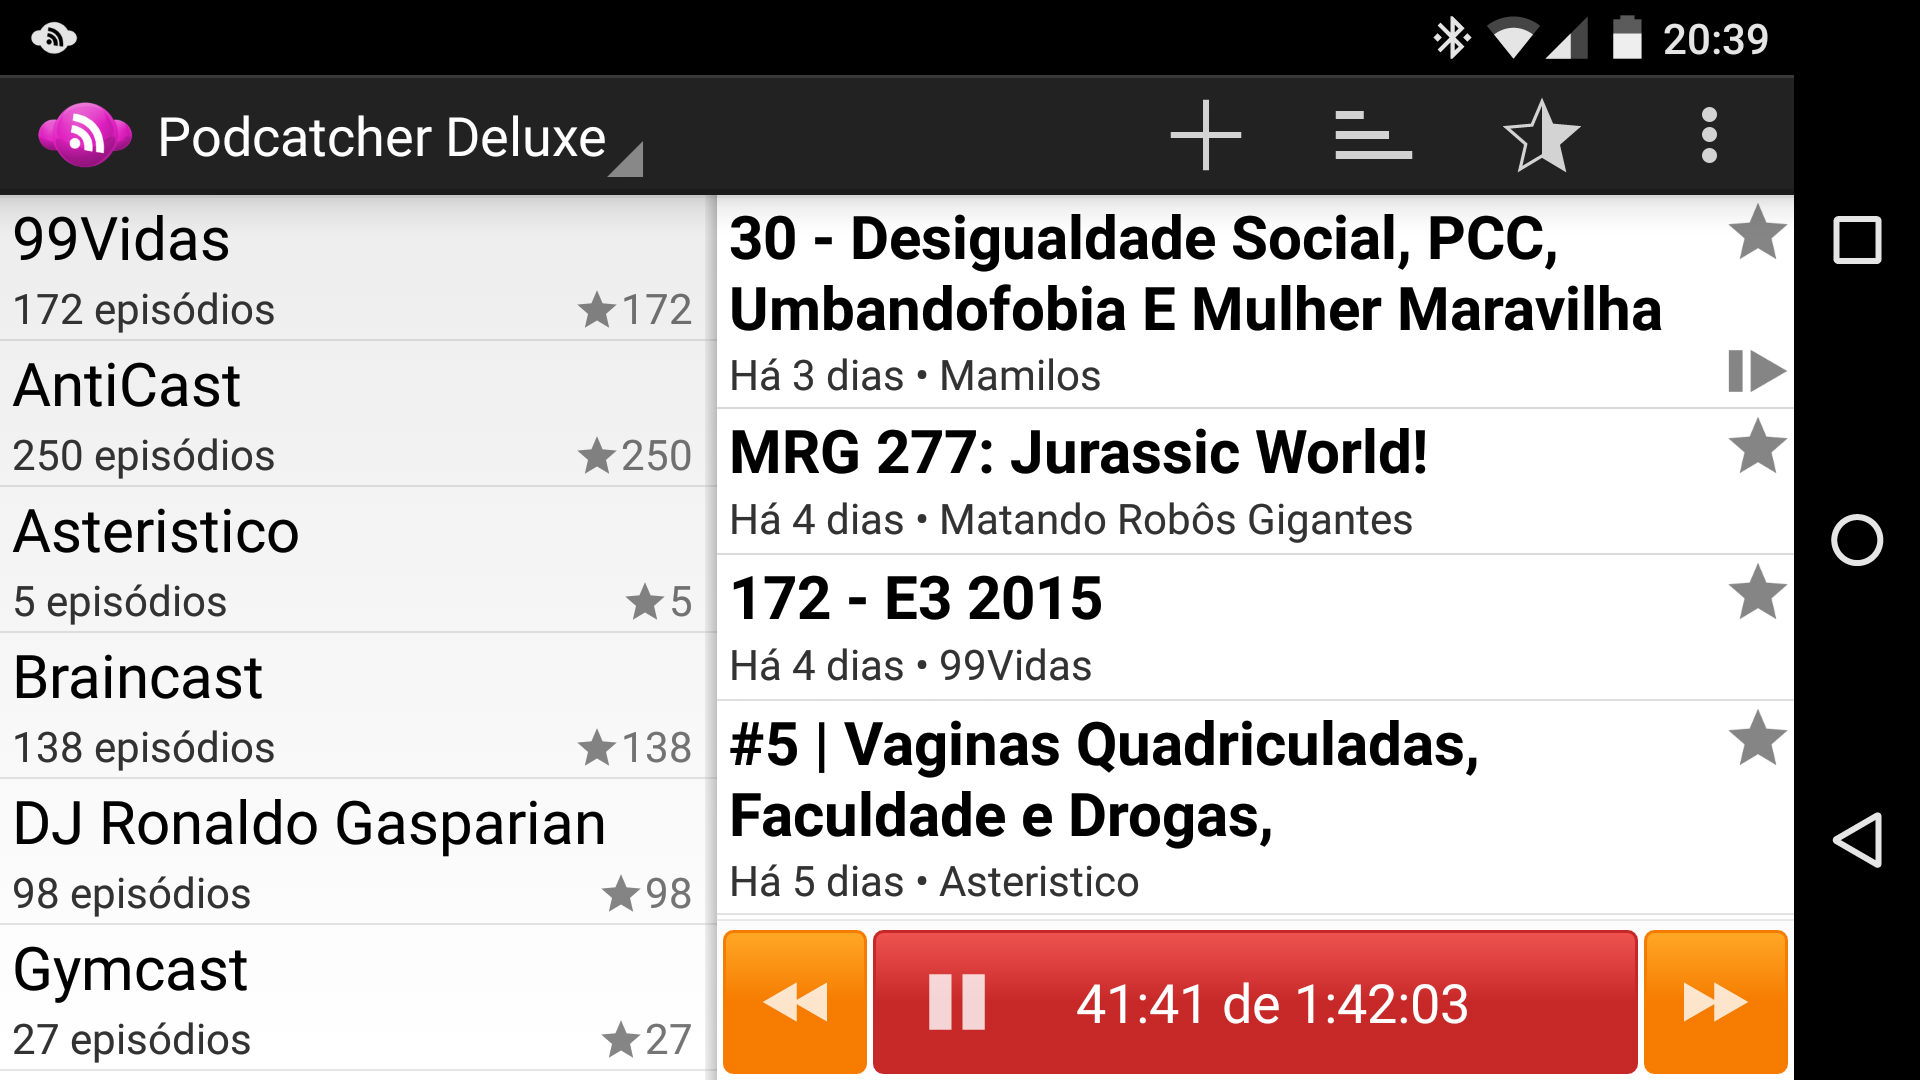 20:39
Podcatcher Deluxe
99Vidas
172 episódios ★172
AntiCast
250 episódios ★250
Asteristico
5 episódios ★5
Braincast
138 episódios ★138
DJ Ronaldo Gasparian
98 episódios ★98
Gymcast
27 episódios ★27
30 - Desigualdade Social, PCC,
Umbandofobia E Mulher Maravilha
Há 3 dias • Mamilos
MRG 277: Jurassic World!
Há 4 dias • Matando Robôs Gigantes
172 - E3 2015
Há 4 dias • 99Vidas
#5 | Vaginas Quadriculadas,
Faculdade e Drogas,
Há 5 dias • Asteristico
41:41 de 1:42:03